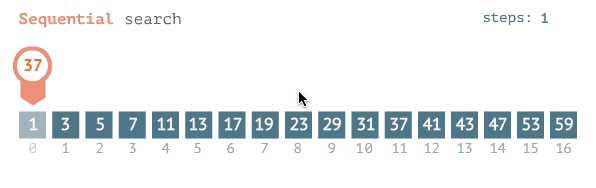 Sequential search
steps: 1
37
1 3 5 7 11 13 17 19 23 29 31 37 41 43 47 53 59
0 1 2 3 4 5 6 7 8 9 10 11 12 13 14 15 16